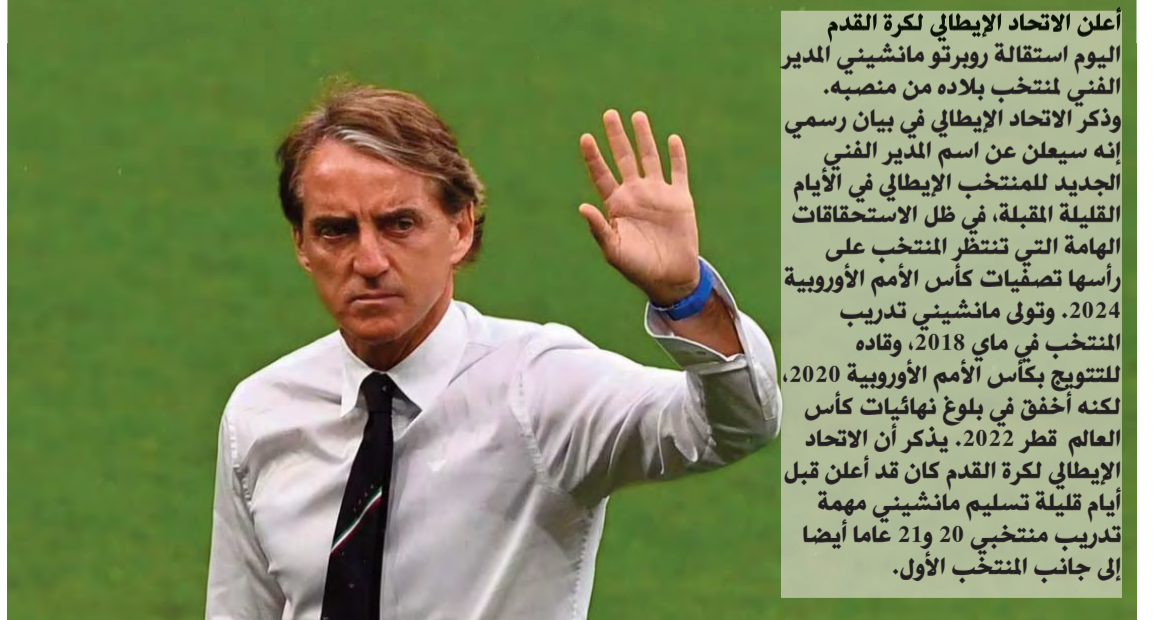 أعلن الاتحاد الإيطالي لكرة القدم
اليوم استقالة روبرتو مانشيني المدير
الفني لمنتخب بلاده من منصبه.
وذكر الاتحاد الإيطالي في بيان رسمي
إنه سيعلن عن اسم المدير الفني
الجديد للمنتخب الإيطالي في الأيام
القليلة المقبلة، في ظل الاستحقاقات
الهامة التي تنتظر المنتخب على
رأسها تصفيات كأس الأمم الأوروبية
2024. وتولى مانشيني تدريب
المنتخب في ماي 2018، وقاده
للتتويج بكأس الأمم الأوروبية 2020،
لكنه أخفق في بلوغ نهائيات كأس
العالم قطر 2022. يذكر أن الاتحاد
الإيطالي لكرة القدم كان قد أعلن قبل
أيام قليلة تسليم مانشيني مهمة
تدريب منتخبي 20 و21 عاما أيضا
إلى جانب المنتخب الأول.